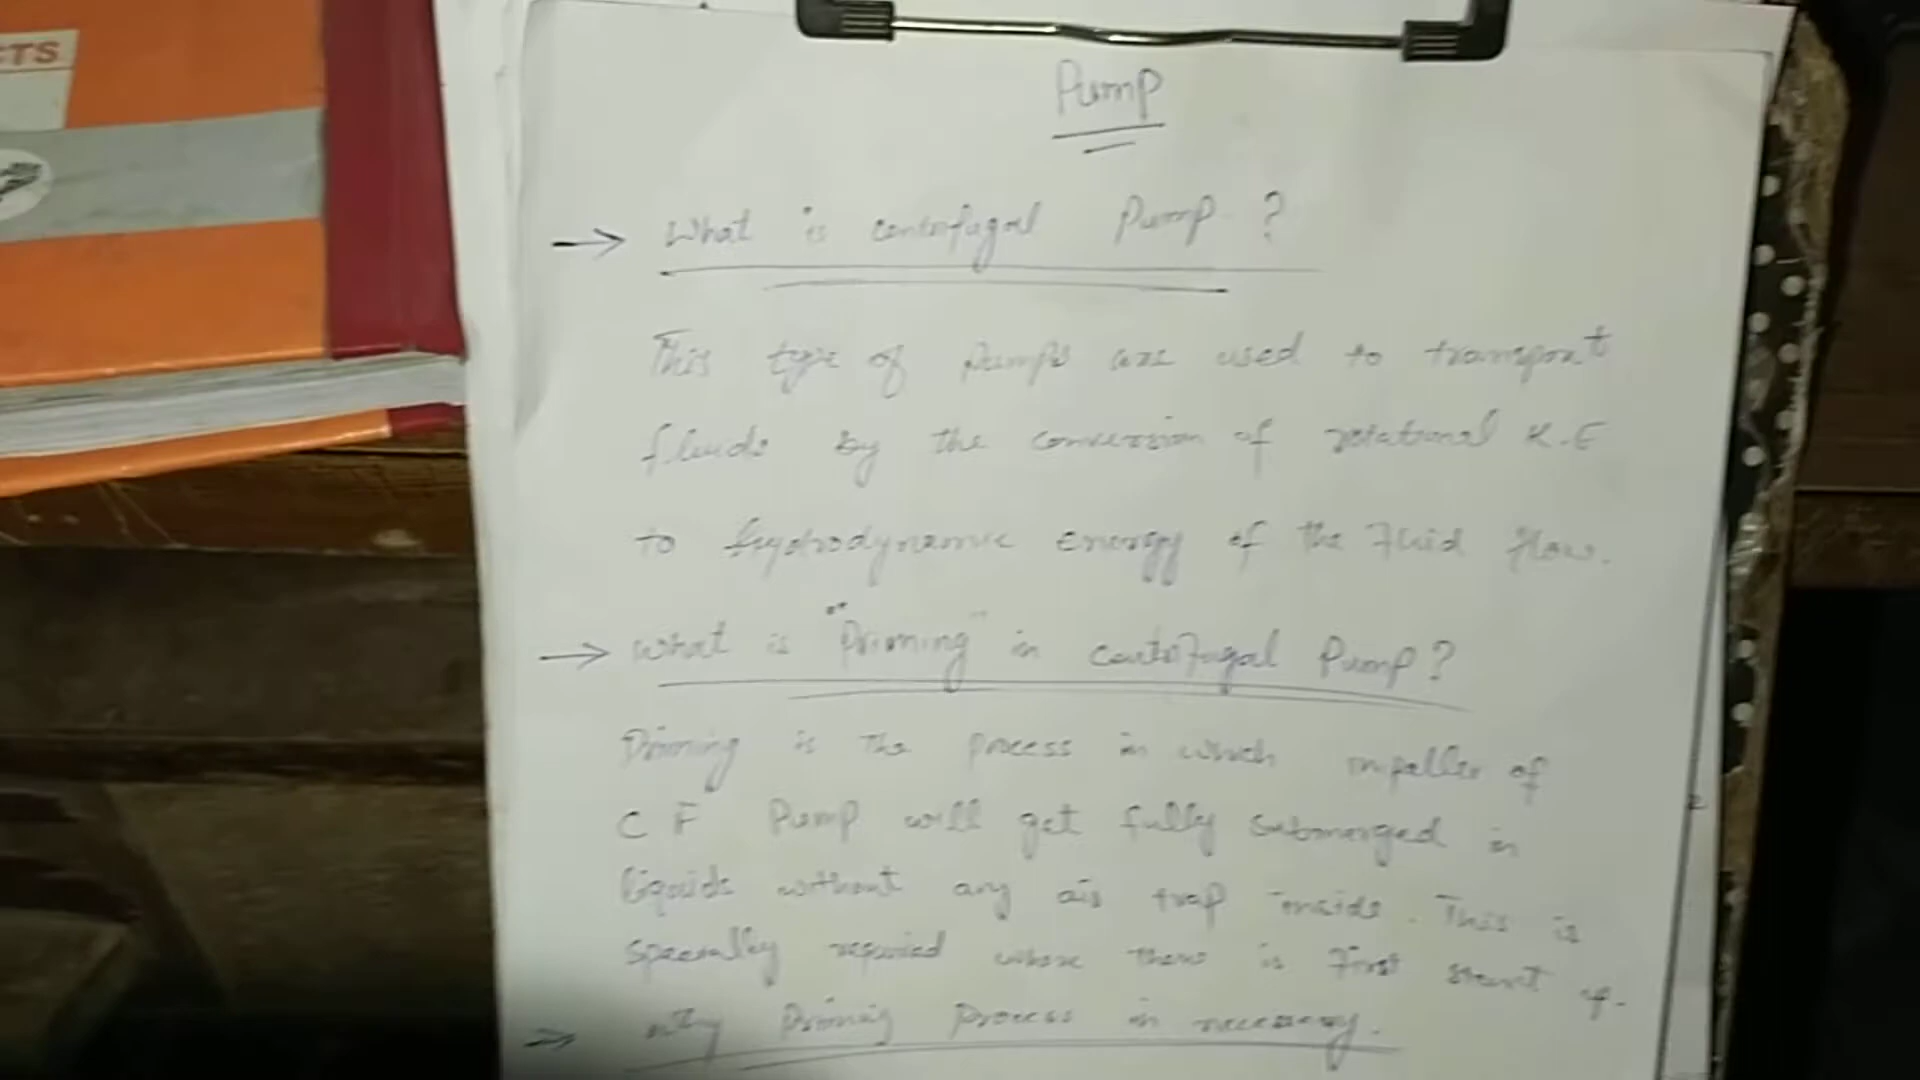 CTS
Pump
→ What is centrifugal Pump ?
This type of Pumps are used to transport
fluids by the conversion of rotational K.E
to hydrodynamic energy of the Fluid flow.
→ What is "Priming" in centrifugal Pump?
Priming is the process in which impeller of
C F Pump will get fully submerged in
liquids without any air trap inside. This is
specially required where there is first start up.
→ Why Priming Process in necessary.